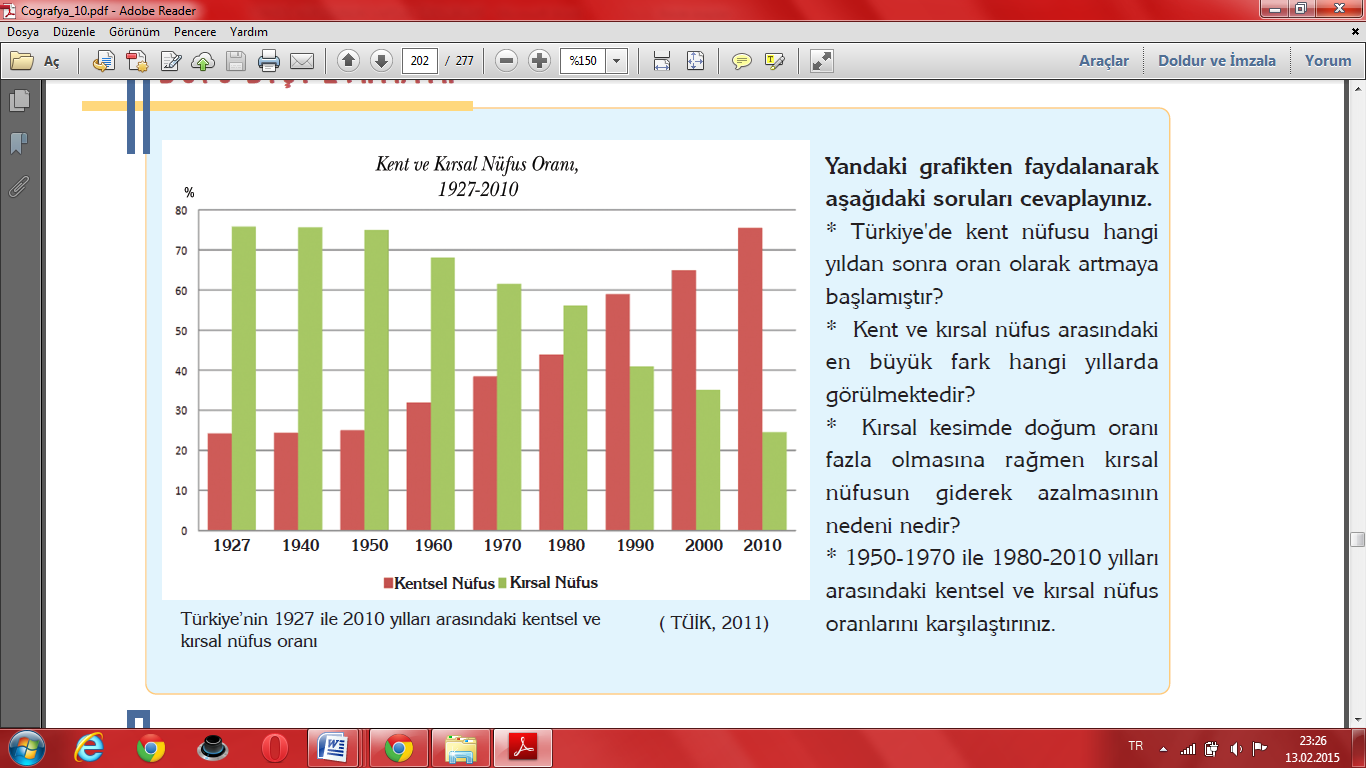 Cografya_10.pdf - Adobe Reader
Dosya Düzenle Görünüm Pencere Yardım
Aç 202 / 277 %150 Araçlar Doldur ve İmzala Yorum
Kent ve Kırsal Nüfus Oranı,
1927-2010
%
80
70
60
50
40
30
20
10
0
1927 1940 1950 1960 1970 1980 1990 2000 2010
Kentsel Nüfus Kırsal Nüfus
Türkiye'nin 1927 ile 2010 yılları arasındaki kentsel ve
kırsal nüfus oranı
( TÜİK, 2011)
Yandaki grafikten faydalanarak
aşağıdaki soruları cevaplayınız.
* Türkiye'de kent nüfusu hangi
yıldan sonra oran olarak artmaya
başlamıştır?
* Kent ve kırsal nüfus arasındaki
en büyük fark hangi yıllarda
görülmektedir?
* Kırsal kesimde doğum oranı
fazla olmasına rağmen kırsal
nüfusun giderek azalmasının
nedeni nedir?
* 1950-1970 ile 1980-2010 yılları
arasındaki kentsel ve kırsal nüfus
oranlarını karşılaştırınız.
TR
23:26
13.02.2015